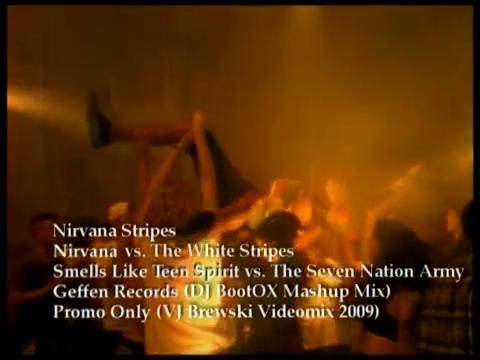 Nirvana Stripes
Nirvana vs. The White Stripes
Smells Like Teen Spirit vs. The Seven Nation Army
Geffen Records (DJ BootOX Mashup Mix)
Promo Only (VJ Brewski Videomix 2009)